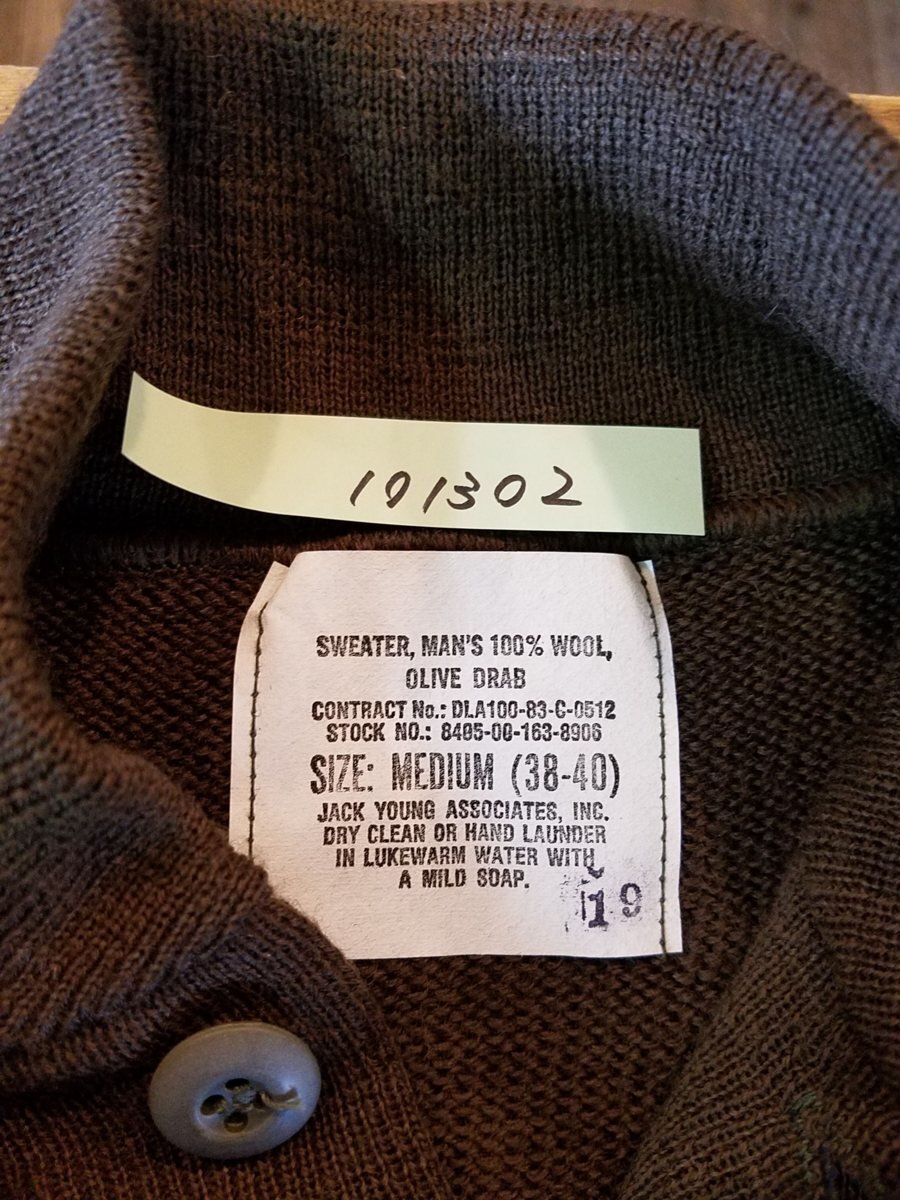 191302
SWEATER, MAN'S 100% WOOL,
OLIVE DRAB
CONTRACT No.: DLA100-83-C-0512
STOCK NO.: 8405-00-163-8906
SIZE: MEDIUM (38-40)
JACK YOUNG ASSOCIATES, INC.
DRY CLEAN OR HAND LAUNDER
IN LUKEWARM WATER WITH
A MILD SOAP.
19